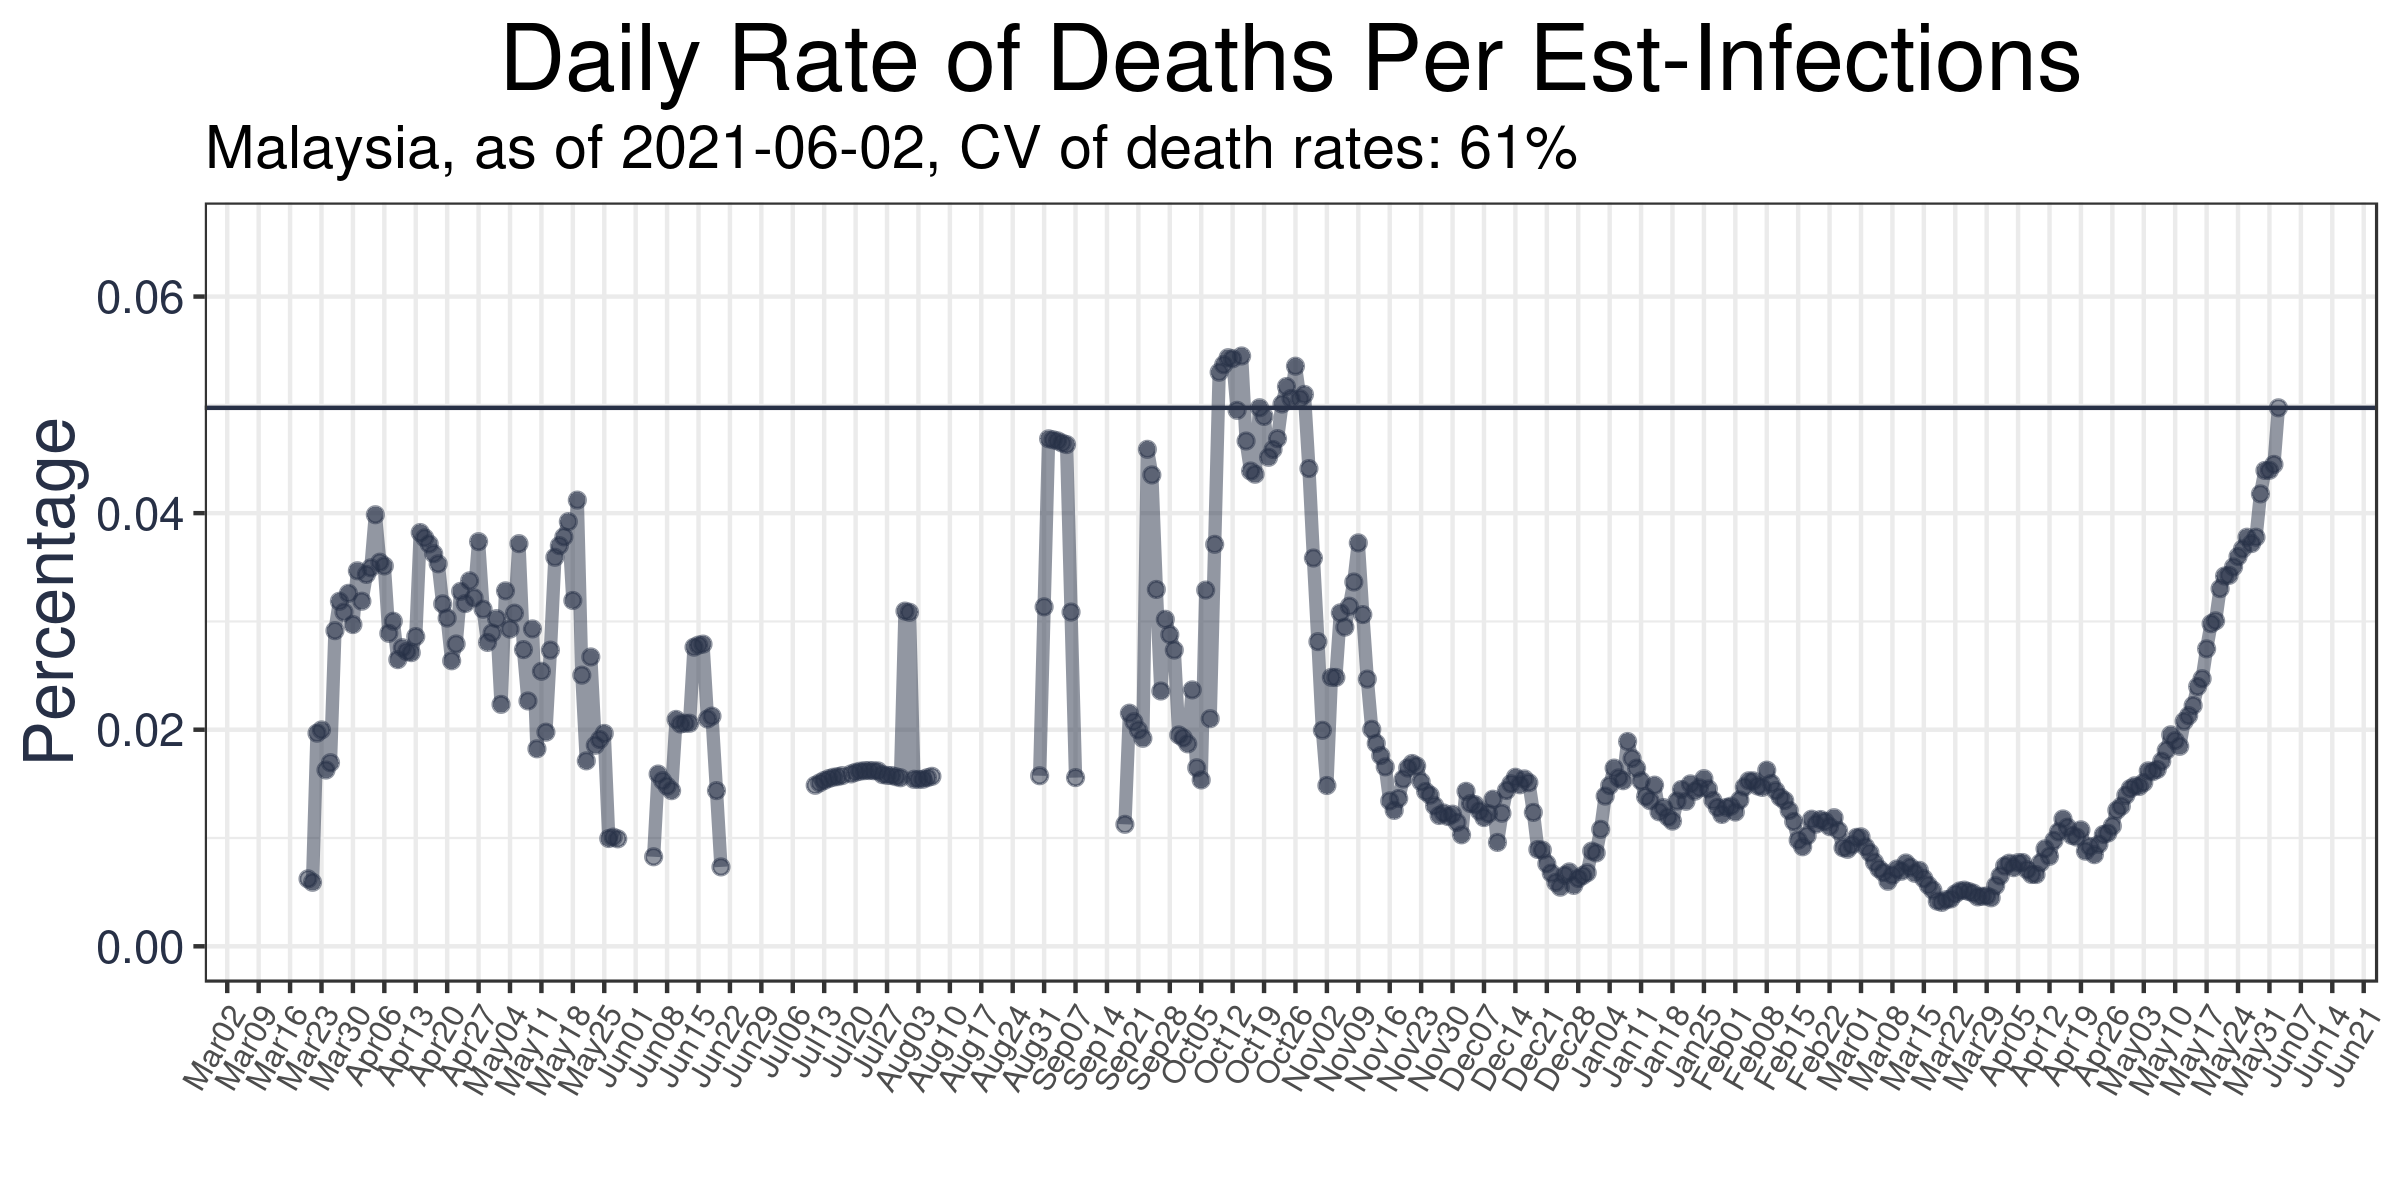 Daily Rate of Deaths Per Est-Infections
Malaysia, as of 2021-06-02, CV of death rates: 61%
Percentage
0.06
0.04
0.02
0.00
Mar02
Mar09
Mar16
Mar23
Mar30
Apr06
Apr13
Apr20
Apr27
May04
May11
May18
May25
Jun01
Jun08
Jun15
Jun22
Jun29
Jul06
Jul13
Jul20
Jul27
Aug03
Aug10
Aug17
Aug24
Aug31
Sep07
Sep14
Sep21
Sep28
Oct05
Oct12
Oct19
Oct26
Nov02
Nov09
Nov16
Nov23
Nov30
Dec07
Dec14
Dec21
Dec28
Jan04
Jan11
Jan18
Jan25
Feb01
Feb08
Feb15
Feb22
Mar01
Mar08
Mar15
Mar22
Mar29
Apr05
Apr12
Apr19
Apr26
May03
May10
May17
May24
May31
Jun07
Jun14
Jun21